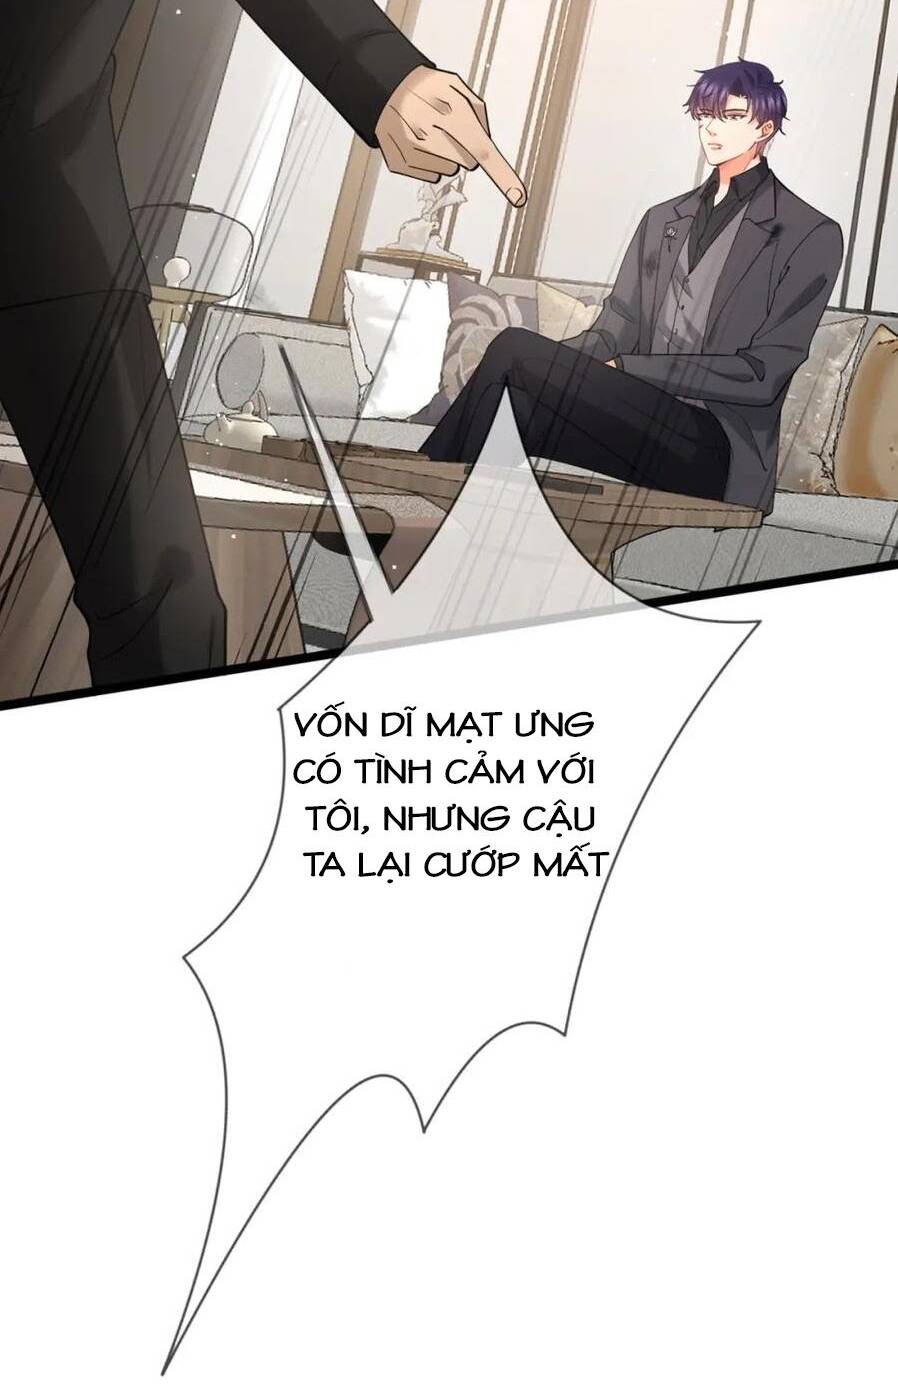 VỐN DĨ MẠT ƯNG
CÓ TÌNH CẢM VỚI
TÔI, NHƯNG CẬU
TA LẠI CƯỚP MẤT